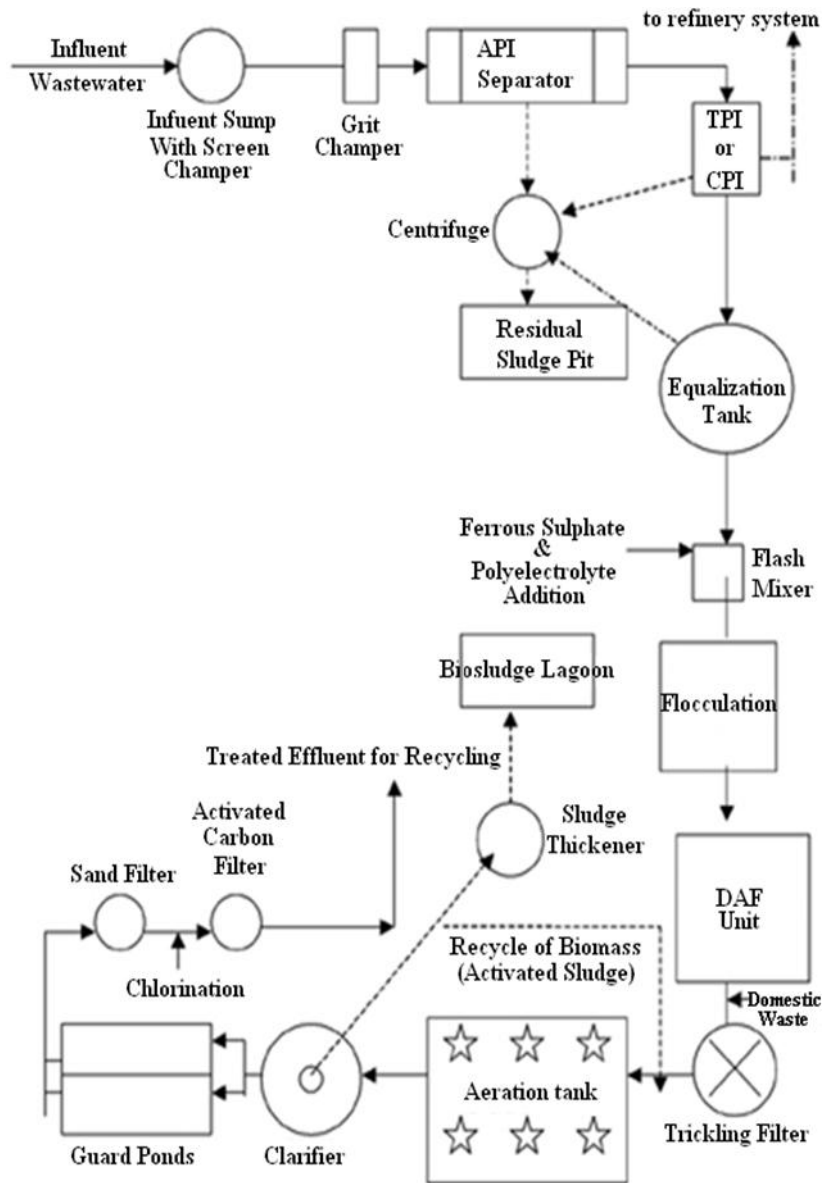 to refinery system
Influent
Wastewater
Infuent Sump
With Screen
Champer
Grit
Champer
API
Separator
TPI
or
CPI
Centrifuge
Residual
Sludge Pit
Equalization
Tank
Ferrous Sulphate
&
Polyelectrolyte
Addition
Flash
Mixer
Biosludge Lagoon
Flocculation
Treated Effluent for Recycling
Activated
Carbon
Filter
Sand Filter
Chlorination
Sludge
Thickener
DAF
Unit
Recycle of Biomass
(Activated Sludge)
Domestic
Waste
Aeration tank
Trickling Filter
Guard Ponds
Clarifier